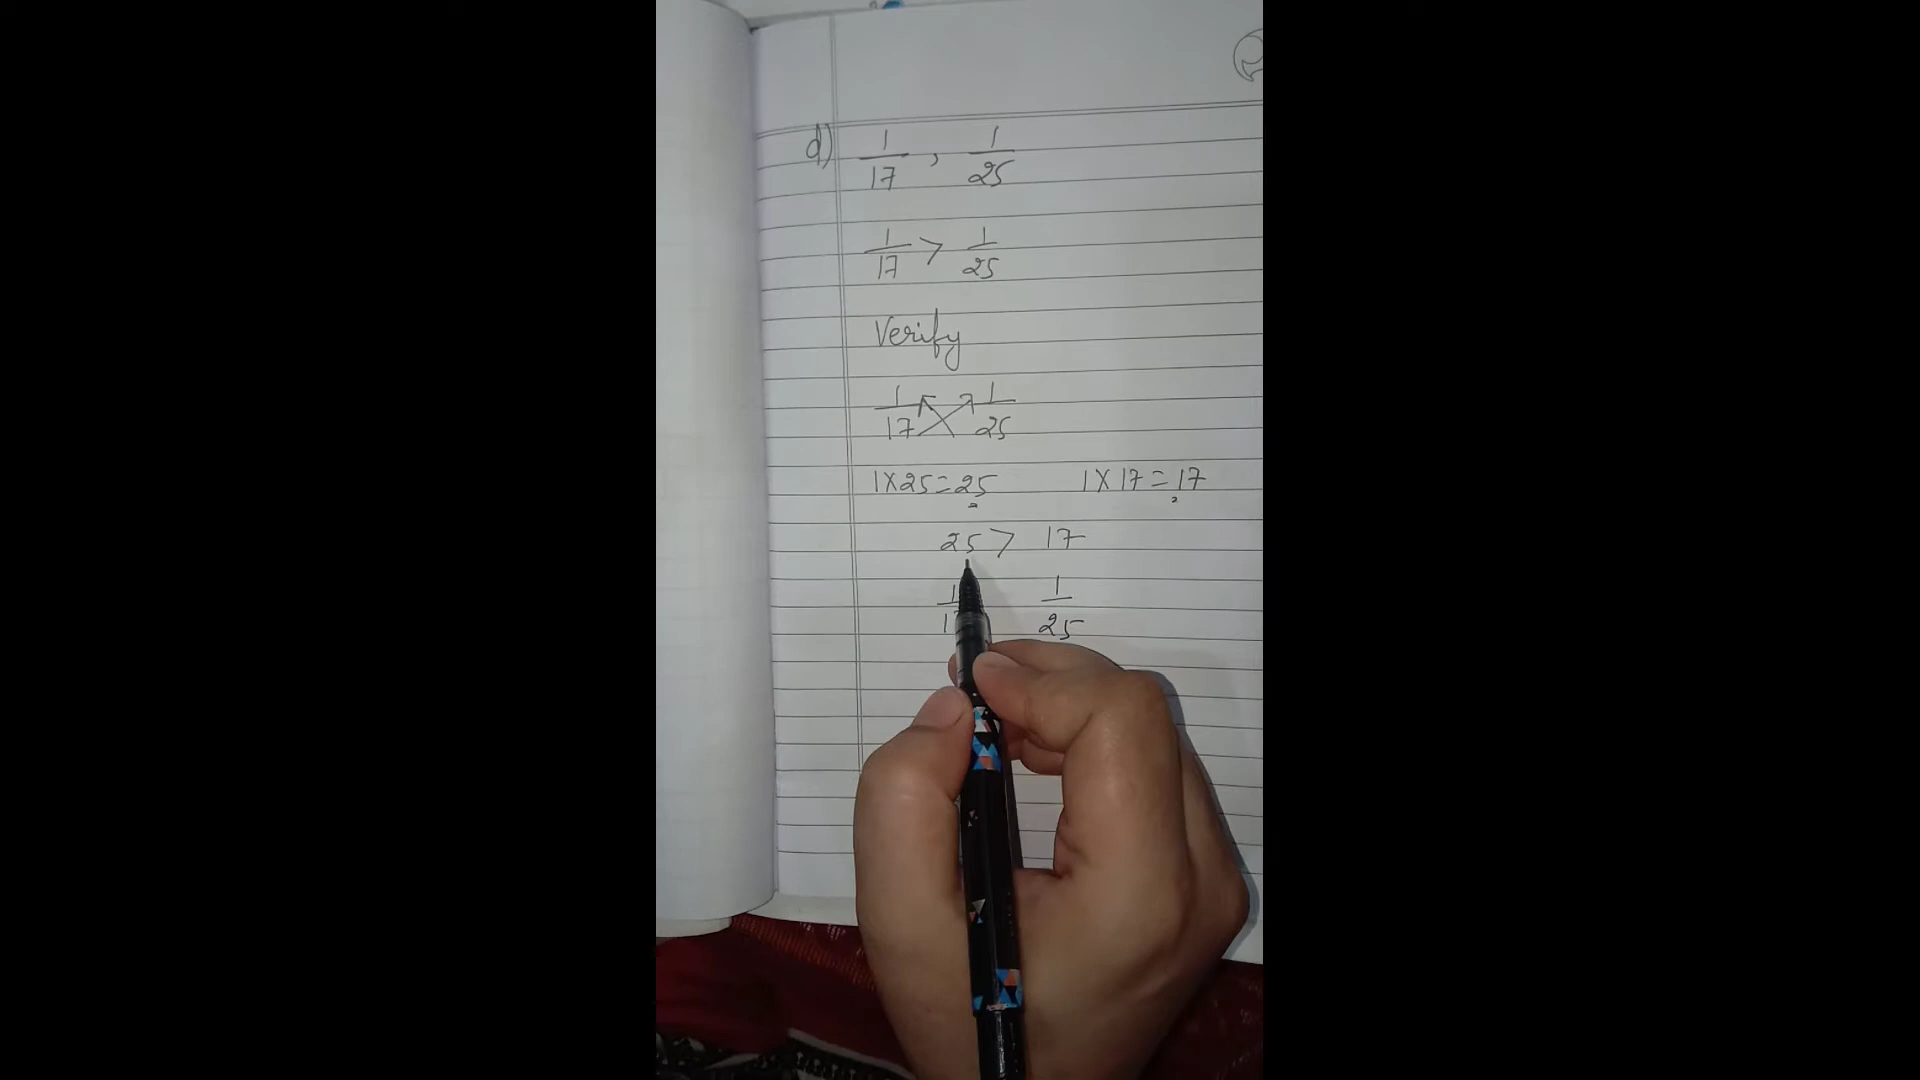 d) 1/17 , 1/25
1/17 > 1/25
Verify
1/17 1/25
1×25=25 1×17=17
25 > 17
1/25